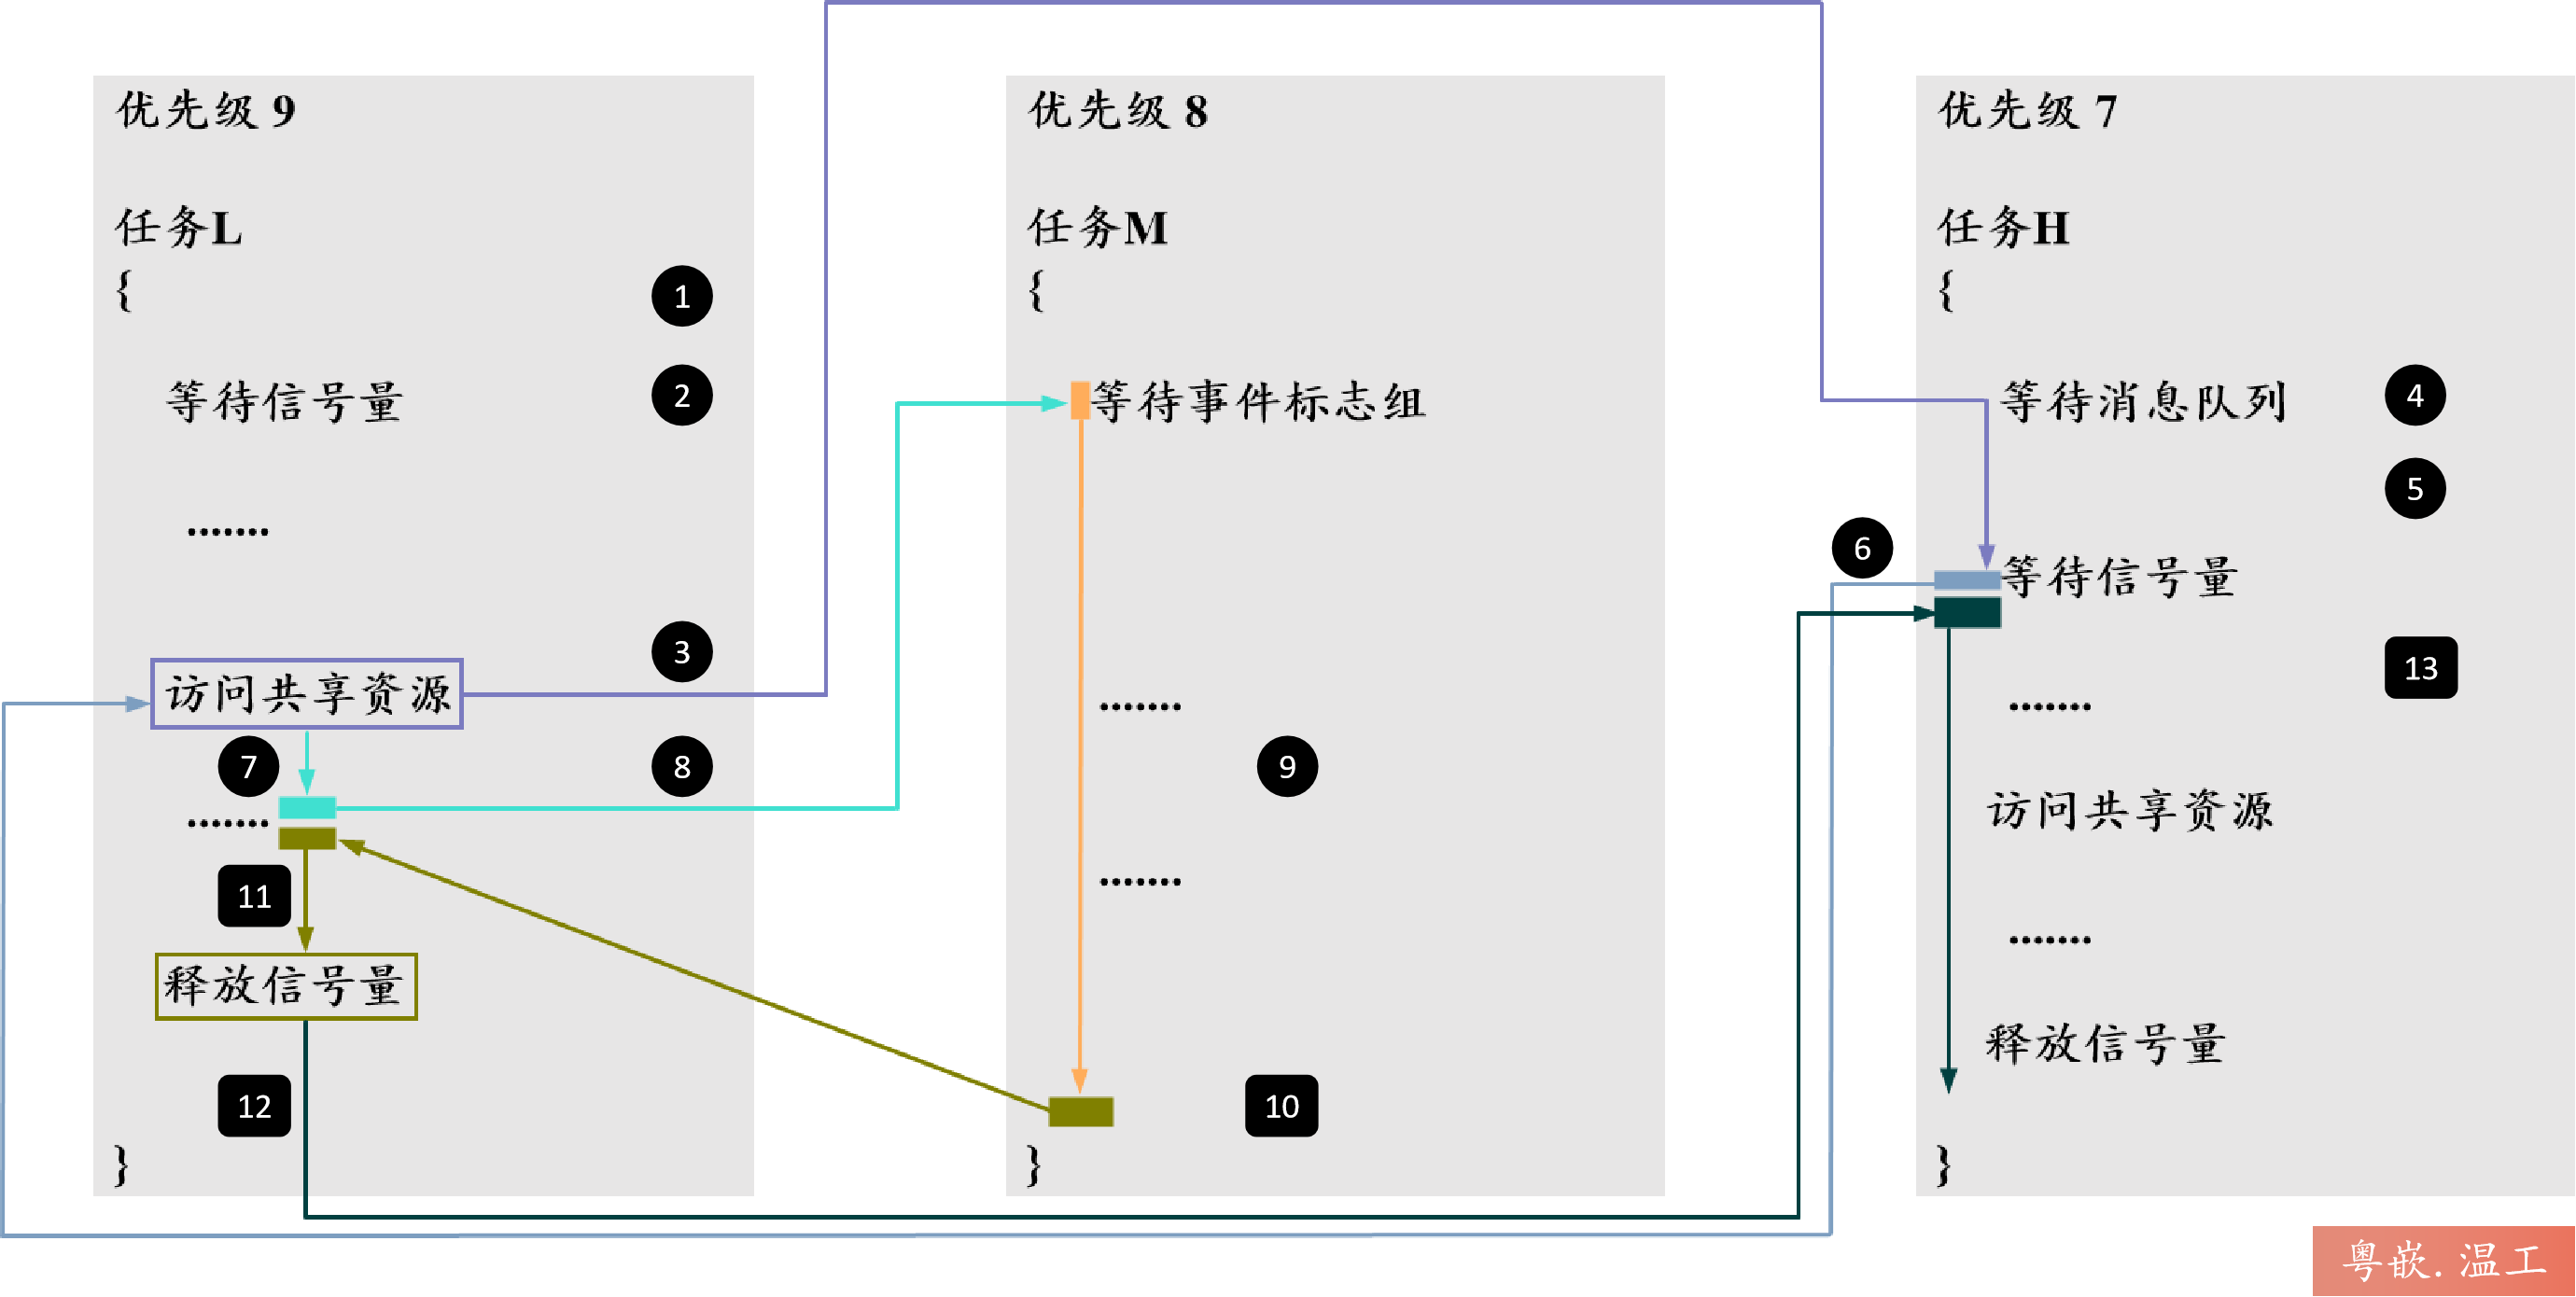 优先级 9
任务L
{
1
等待信号量
2
.......
访问共享资源
3
7
8
.......
11
释放信号量
12
}
优先级 8
任务M
{
等待事件标志组
.......
9
.......
10
}
优先级 7
任务H
{
等待消息队列
4
5
6
等待信号量
13
.......
访问共享资源
.......
释放信号量
}
粤嵌.温工